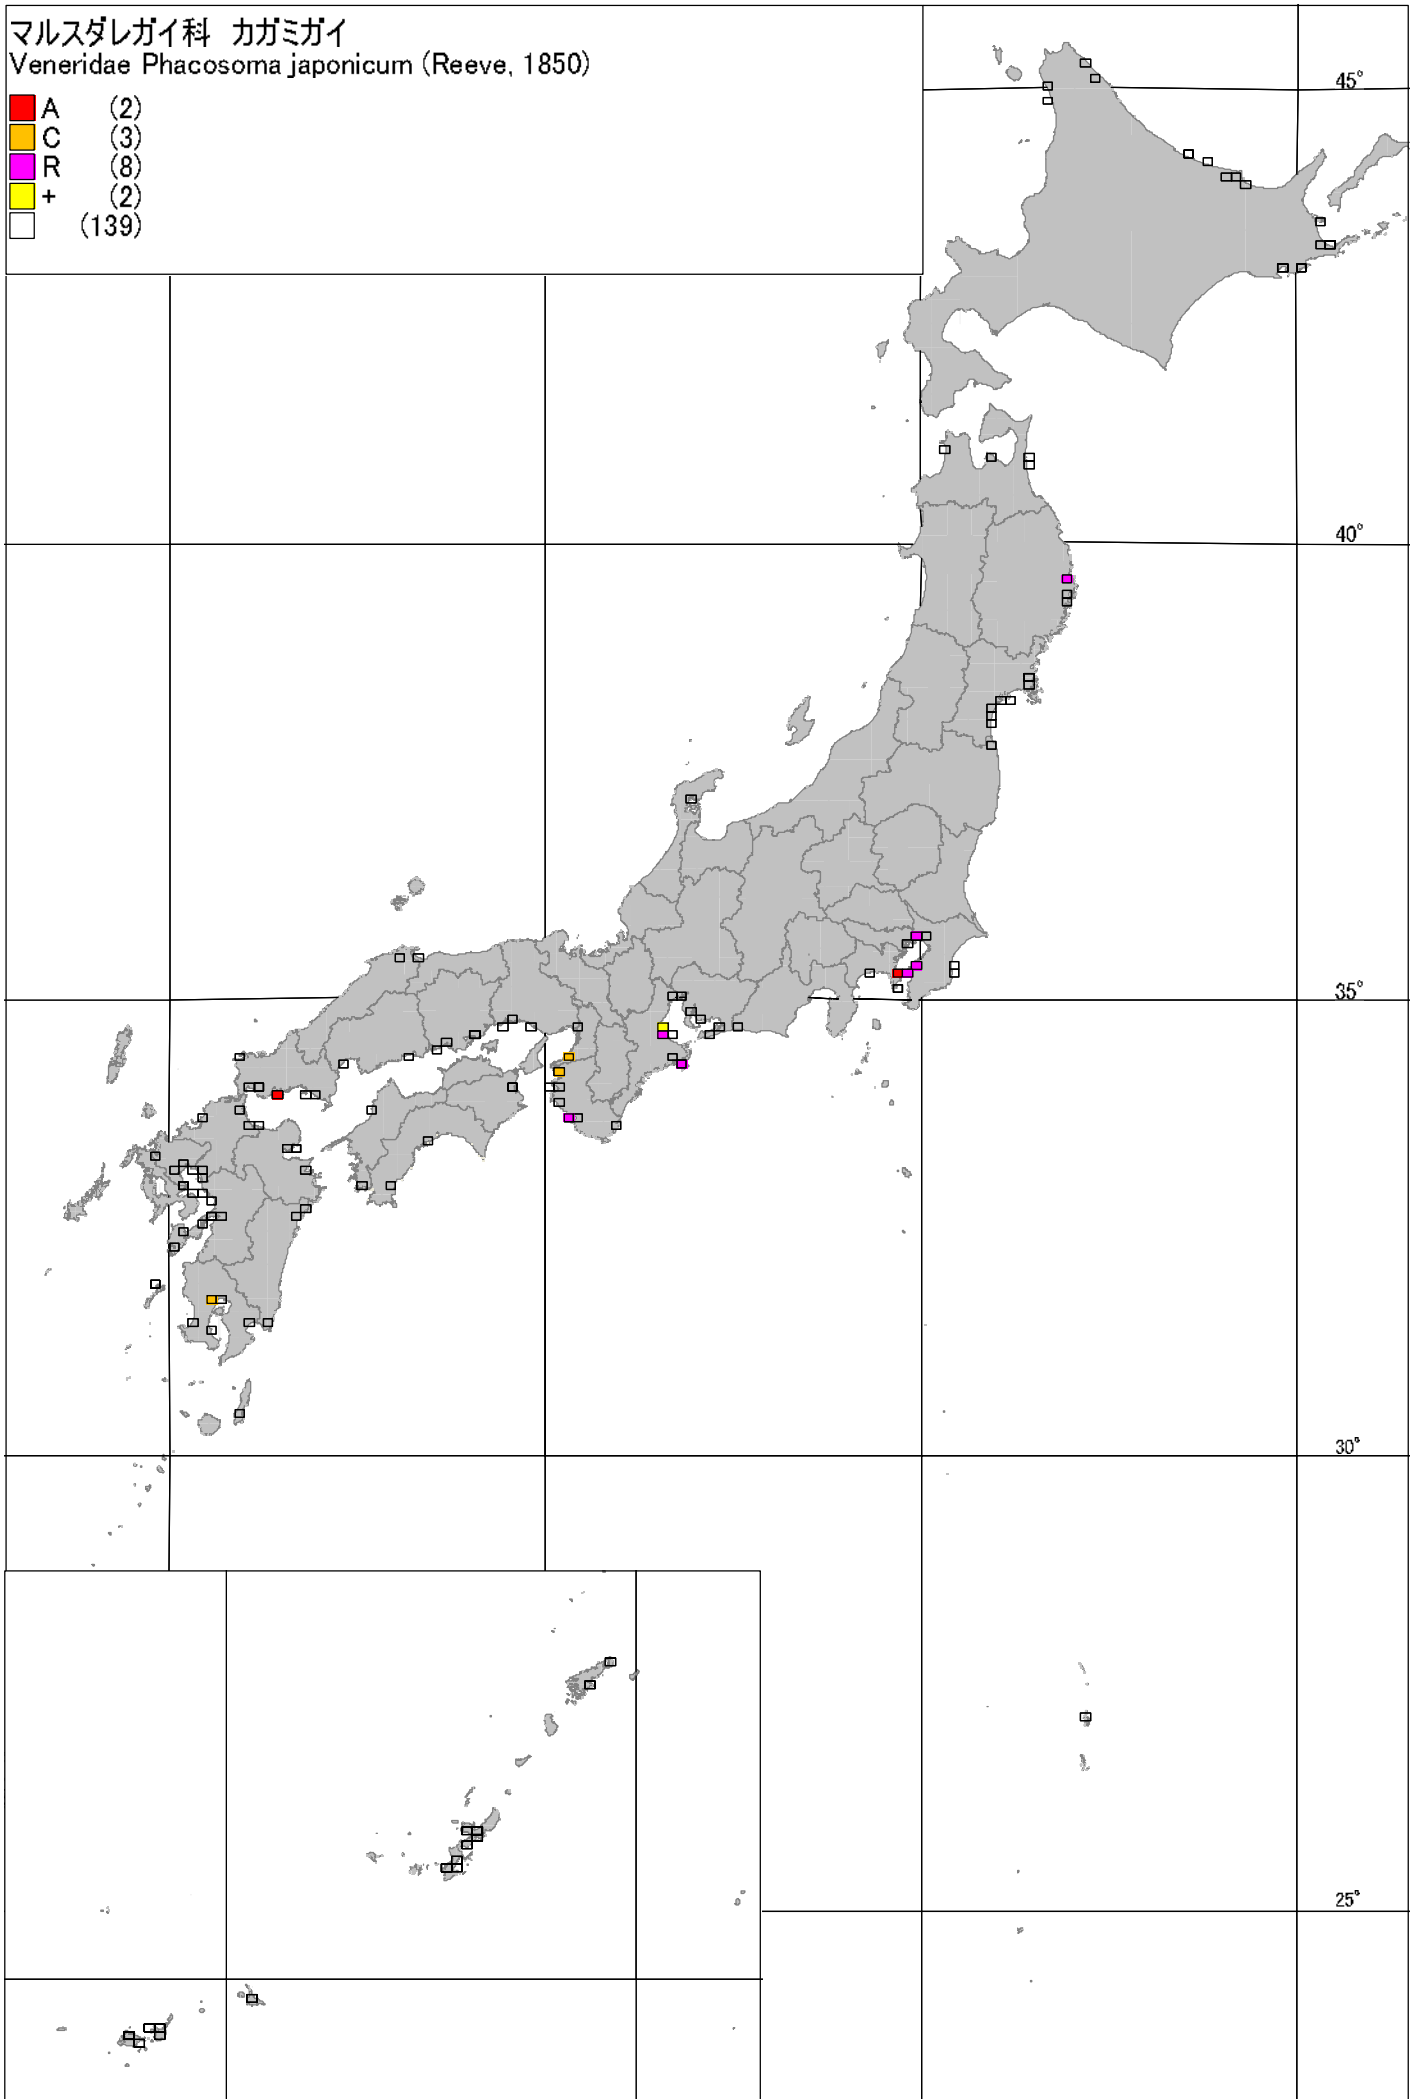 マルスダレガイ科 カガミガイ
Veneridae Phacosoma japonicum (Reeve, 1850)
A (2)
C (3)
R (8)
+ (2)
(139)
45°
40°
35°
30°
25°